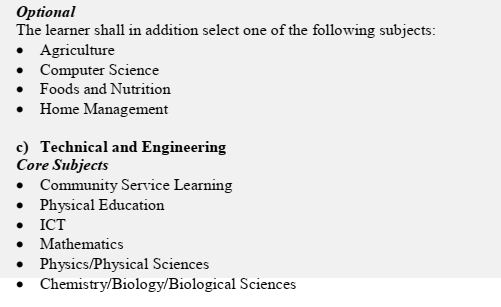 Optional
The learner shall in addition select one of the following subjects:
• Agriculture
• Computer Science
• Foods and Nutrition
• Home Management
c) Technical and Engineering
Core Subjects
• Community Service Learning
• Physical Education
• ICT
• Mathematics
• Physics/Physical Sciences
• Chemistry/Biology/Biological Sciences